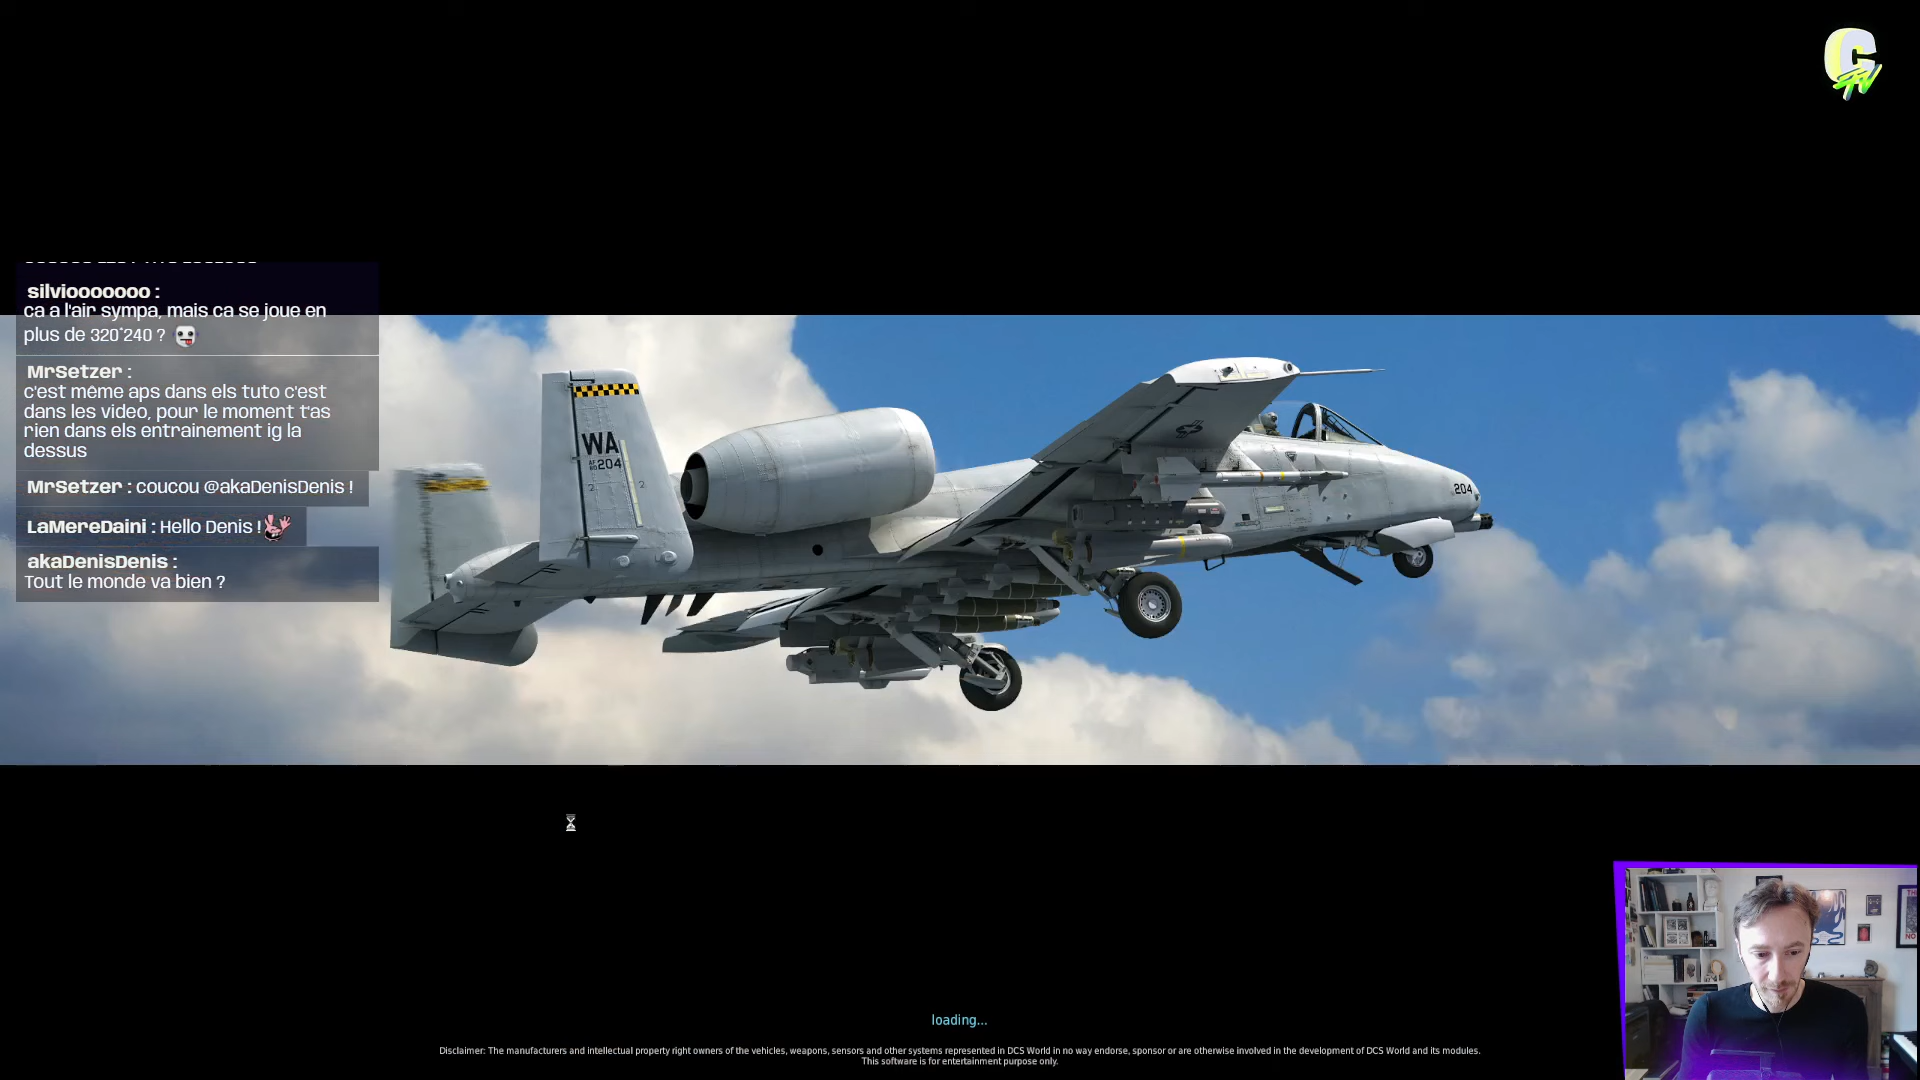 silviooooooo :
ca a l'air sympa, mais ca se joue en
plus de 320*240 ?
MrSetzer :
c'est même aps dans els tuto c'est
dans les video, pour le moment t'as
rien dans els entrainement ig la
dessus
MrSetzer : coucou @akaDenisDenis !
LaMereDaini : Hello Denis !
akaDenisDenis :
Tout le monde va bien ?
WA
AF
80 204
204
loading...
Disclaimer: The manufacturers and intellectual property right owners of the vehicles, weapons, sensors and other systems represented in DCS World in no way endorse, sponsor or are otherwise involved in the development of DCS World and its modules.
This software is for entertainment purpose only.